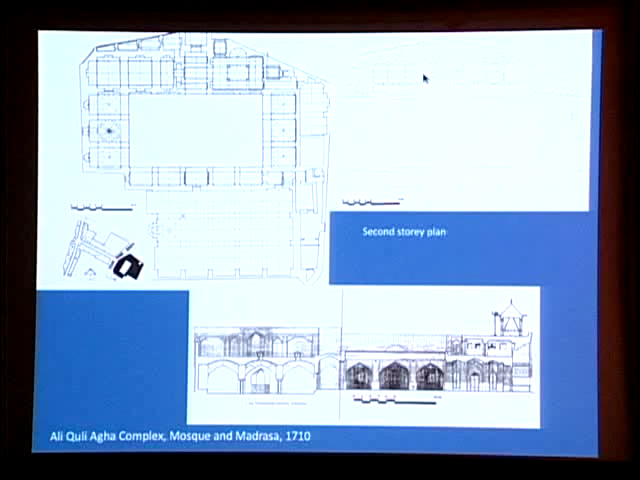 Second storey plan
Ali Quli Agha Complex, Mosque and Madrasa, 1710